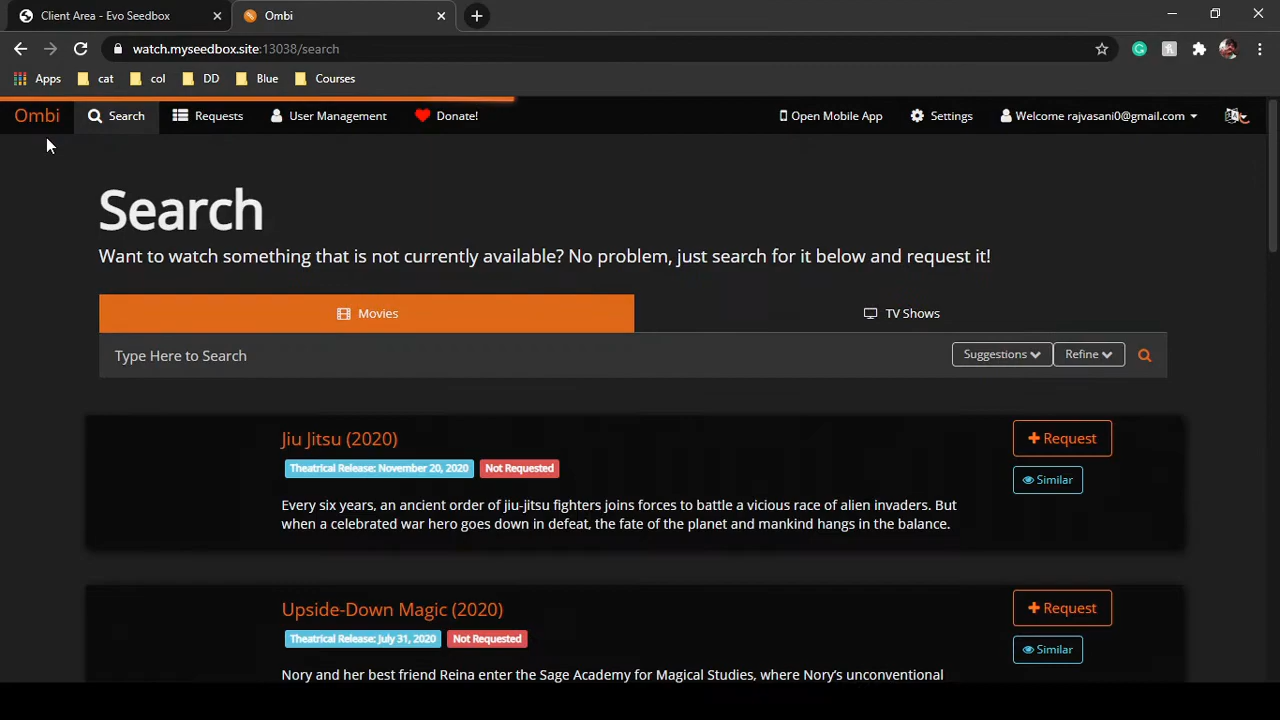 Client Area - Evo Seedbox
Ombi
watch.myseedbox.site:13038/search
Apps cat col DD Blue Courses
Ombi Search Requests User Management Donate! Open Mobile App Settings Welcome rajvasani0@gmail.com
Search
Want to watch something that is not currently available? No problem, just search for it below and request it!
Movies TV Shows
Type Here to Search Suggestions Refine
Jiu Jitsu (2020) Request
Theatrical Release: November 20, 2020 Not Requested
Similar
Every six years, an ancient order of jiu-jitsu fighters joins forces to battle a vicious race of alien invaders. But
when a celebrated war hero goes down in defeat, the fate of the planet and mankind hangs in the balance.
Upside-Down Magic (2020) Request
Theatrical Release: July 31, 2020 Not Requested
Similar
Nory and her best friend Reina enter the Sage Academy for Magical Studies, where Nory's unconventional